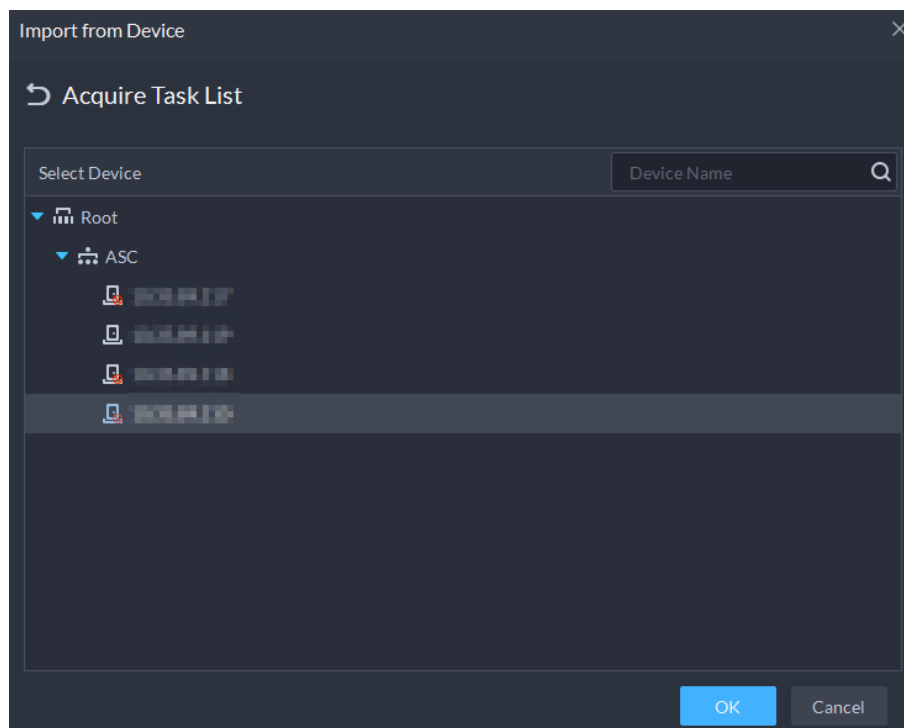 Import from Device
Acquire Task List
Select Device
Device Name
Root
ASC
OK
Cancel